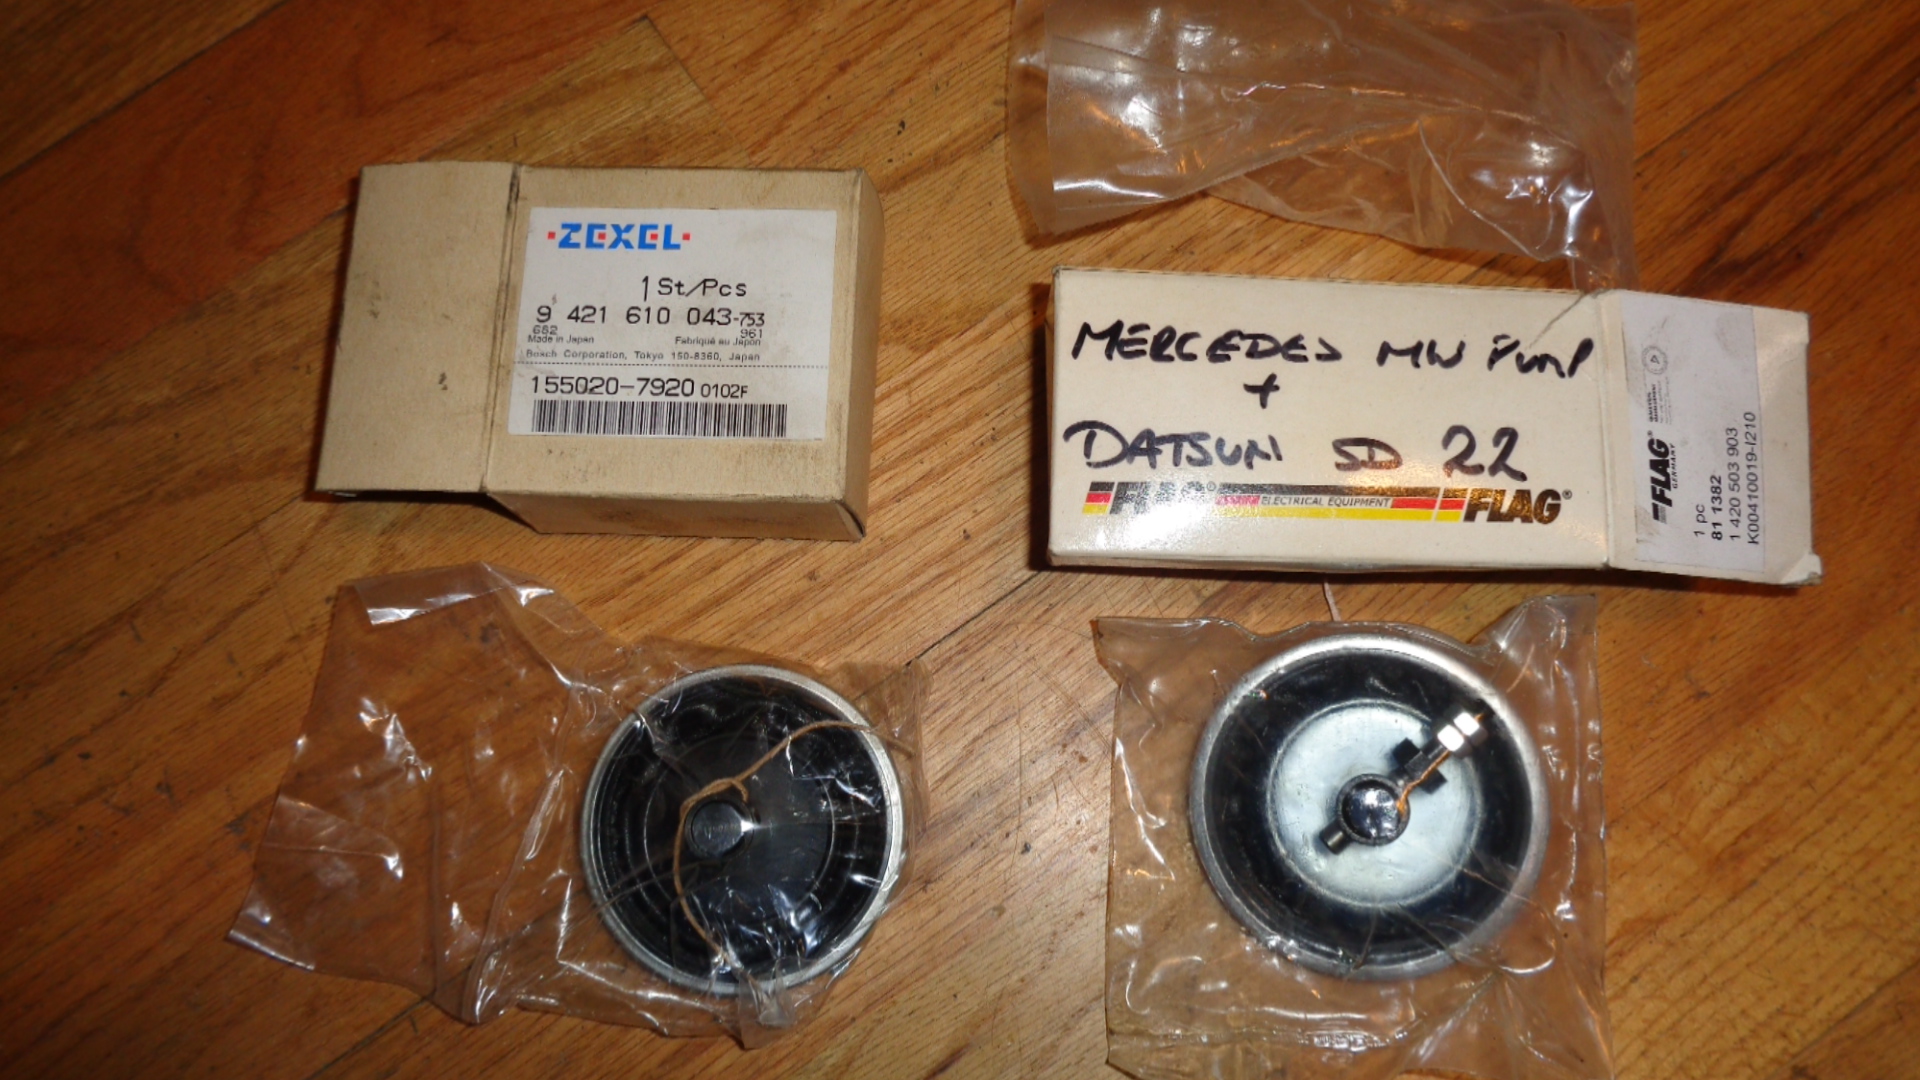 ZEXEL
1 St/Pcs
9 421 610 043-753
682 961
Made in Japan Fabriqué au Japon
Bosch Corporation, Tokyo 150-8360, Japan
155020-7920 0102F
MERCEDES MW PUMP
+
DATSUN SD 22
FLAG® ELECTRICAL EQUIPMENT FLAG®
FLAG®
GERMANY
1 pc
81 1382
1 420 503 903
K00410019-I210